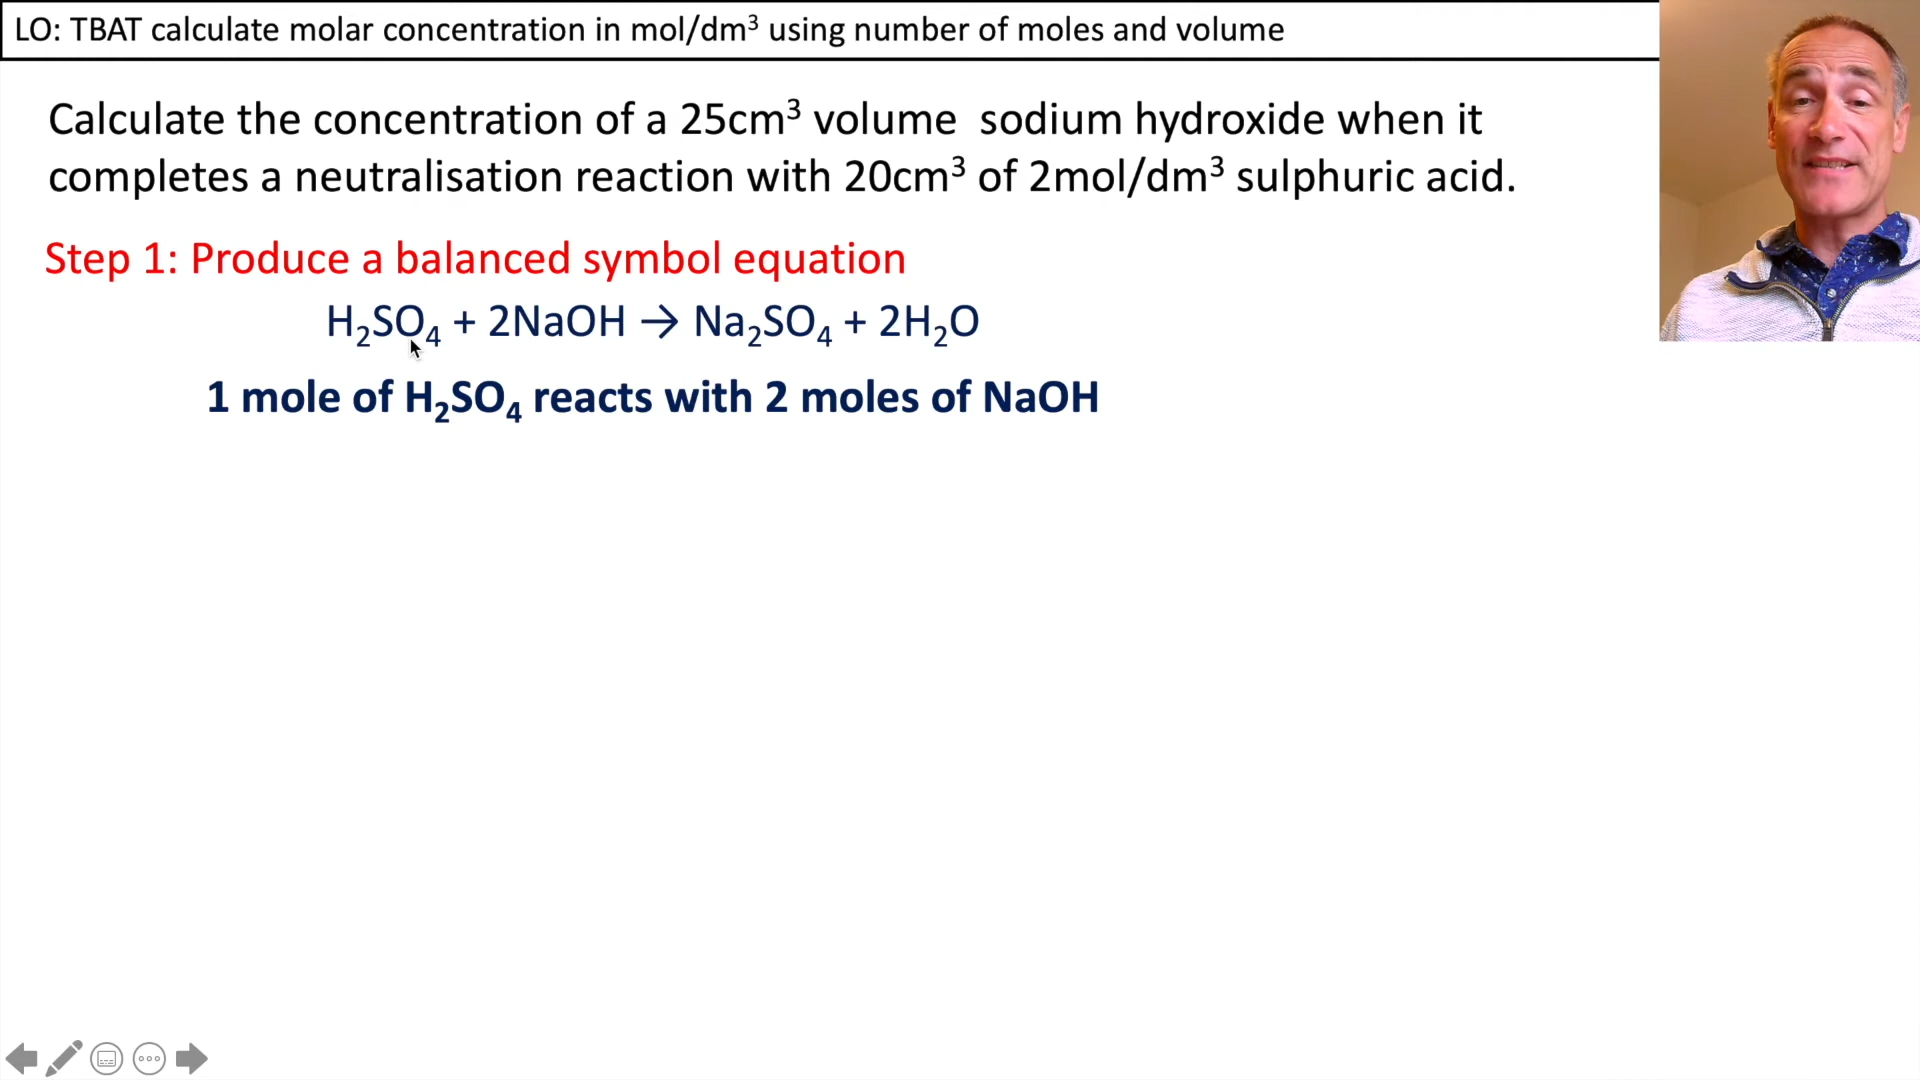 LO: TBAT calculate molar concentration in mol/dm³ using number of moles and volume
Calculate the concentration of a 25cm³ volume  sodium hydroxide when it
completes a neutralisation reaction with 20cm³ of 2mol/dm³ sulphuric acid.
Step 1: Produce a balanced symbol equation
H₂SO₄ + 2NaOH → Na₂SO₄ + 2H₂O
1 mole of H₂SO₄ reacts with 2 moles of NaOH